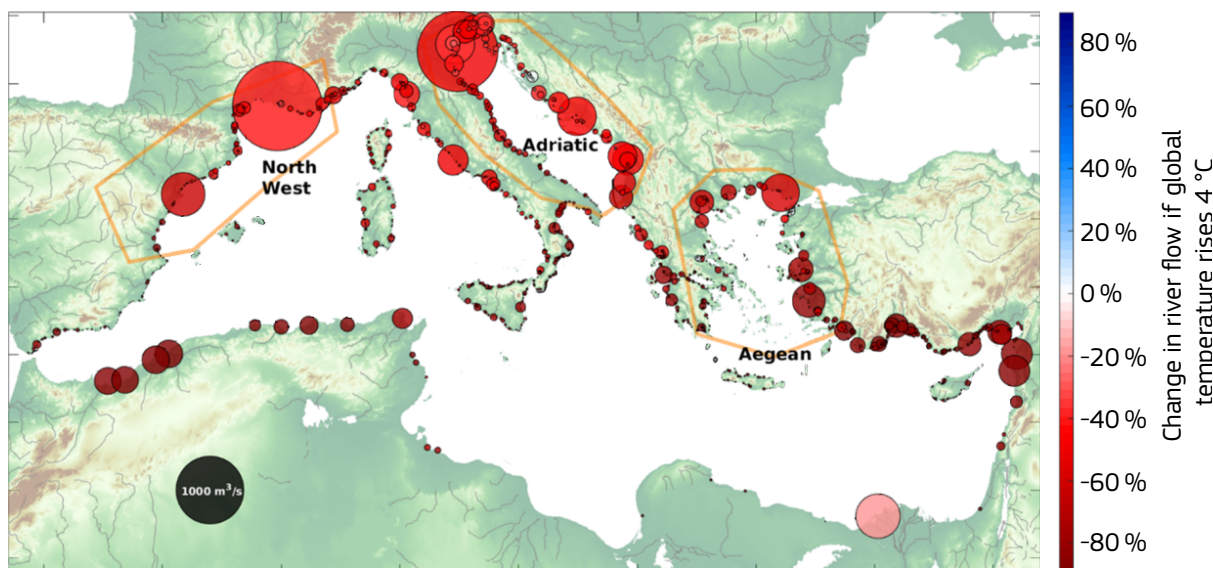 North
West
Adriatic
Aegean
1000 m³/s
80 %
60 %
40 %
20 %
0 %
-20 %
-40 %
-60 %
-80 %
Change in river flow if global
temperature rises 4 °C